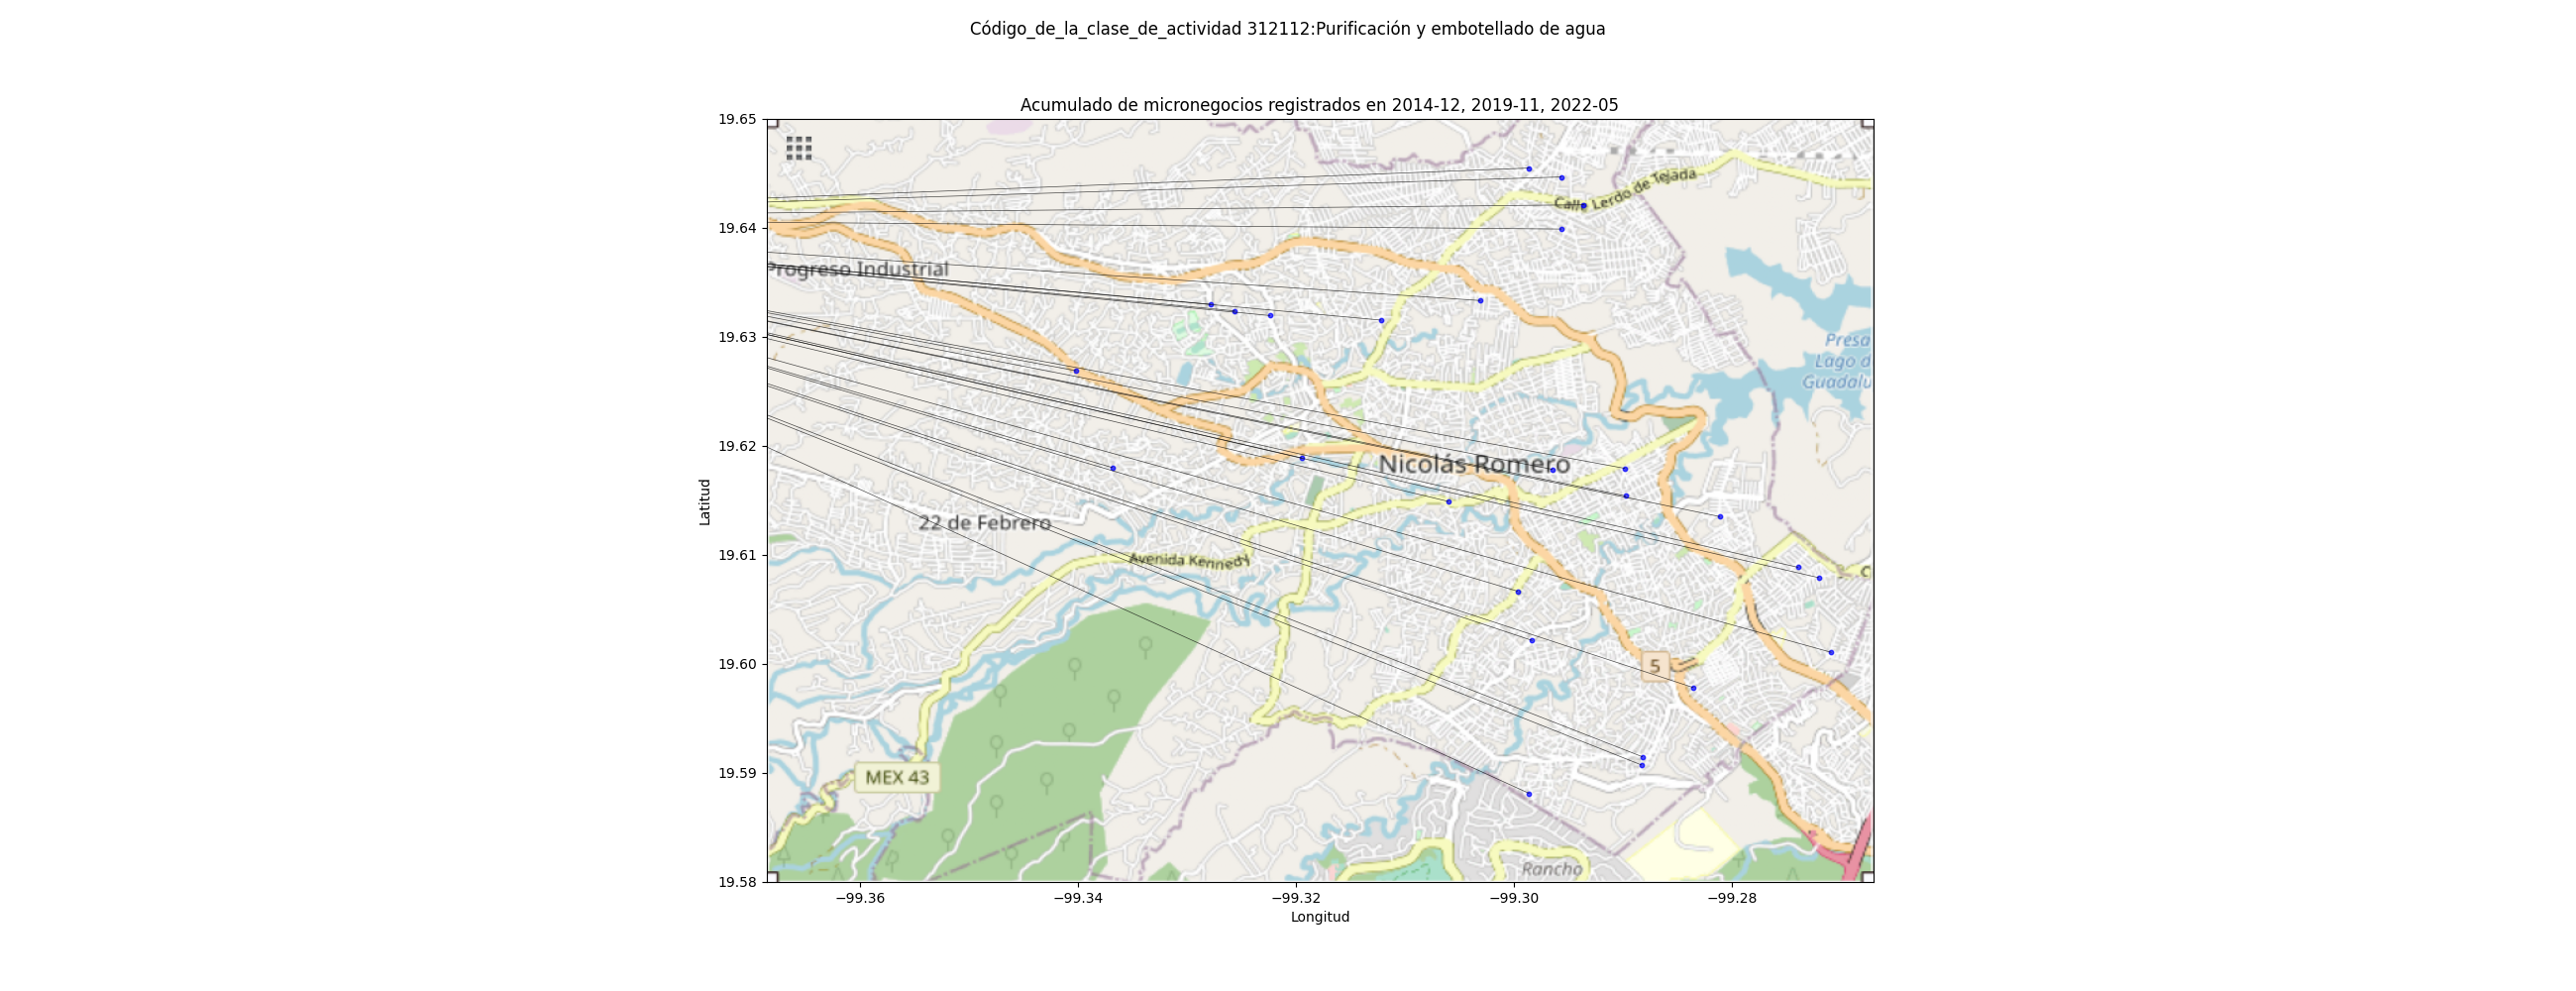 Código_de_la_clase_de_actividad 312112:Purificación y embotellado de agua
Acumulado de micronegocios registrados en 2014-12, 2019-11, 2022-05
19.65
19.64
19.63
19.62
19.61
19.60
19.59
19.58
Latitud
Calle Lerdo de Tejada
Progreso Industrial
Presa
Lago d
Guadalu
Nicolás Romero
22 de Febrero
Avenida Kennedy
C
5
MEX 43
Rancho
−99.36
−99.34
−99.32
−99.30
−99.28
Longitud